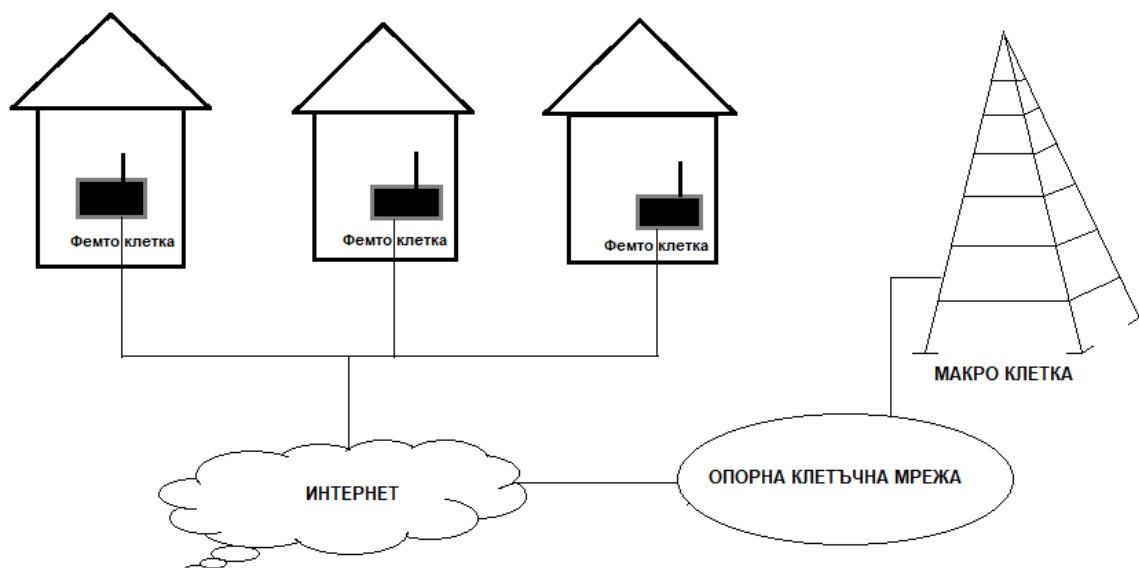 Фемто клетка
Фемто клетка
Фемто клетка
МАКРО КЛЕТКА
ОПОРНА КЛЕТЪЧНА МРЕЖА
ИНТЕРНЕТ